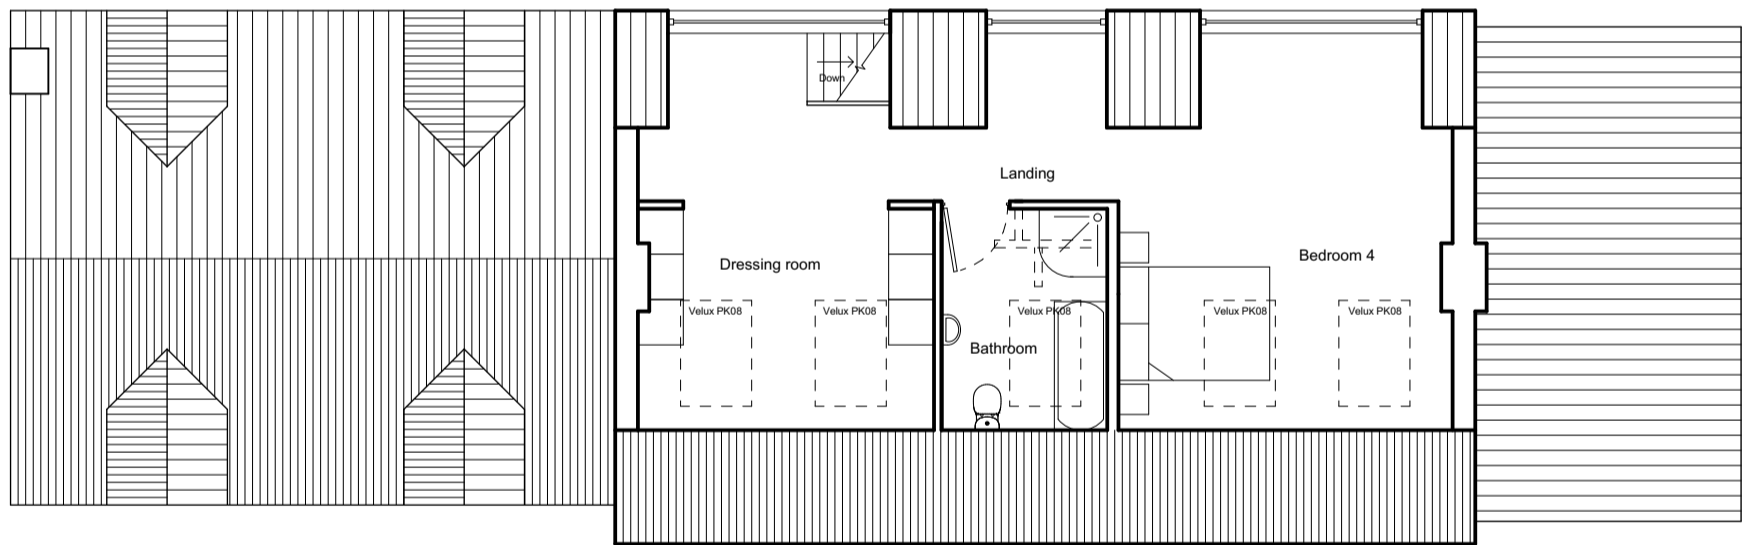 Down
Landing
Dressing room
Bedroom 4
Velux PK08
Velux PK08
Velux PK08
Velux PK08
Velux PK08
Bathroom